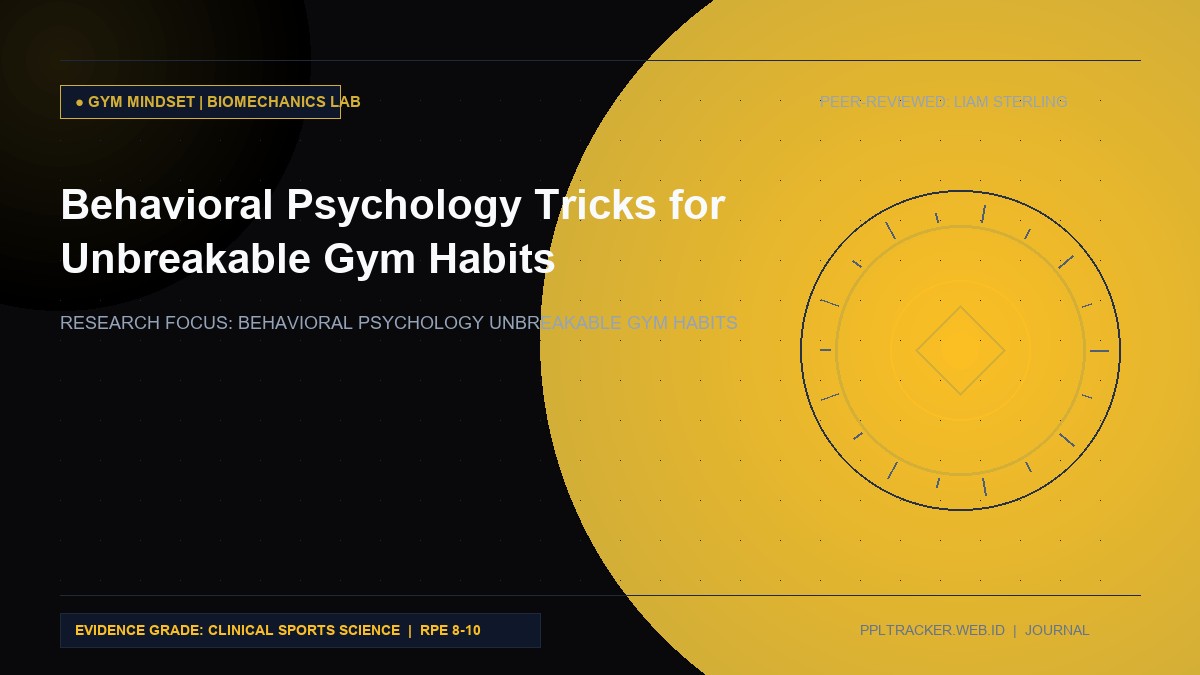 ● GYM MINDSET | BIOMECHANICS LAB
PEER-REVIEWED: LIAM STERLING
Behavioral Psychology Tricks for
Unbreakable Gym Habits
RESEARCH FOCUS: BEHAVIORAL PSYCHOLOGY UNBREAKABLE GYM HABITS
EVIDENCE GRADE: CLINICAL SPORTS SCIENCE | RPE 8-10
PPLTRACKER.WEB.ID | JOURNAL